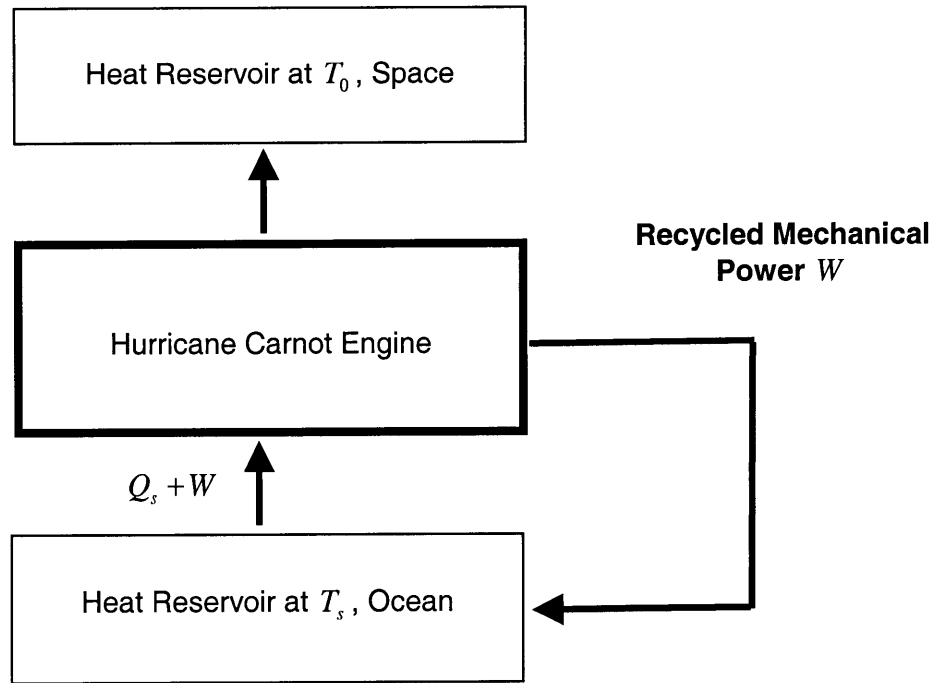 Heat Reservoir at T₀, Space
Recycled Mechanical
Power W
Hurricane Carnot Engine
Qₛ + W
Heat Reservoir at Tₛ, Ocean